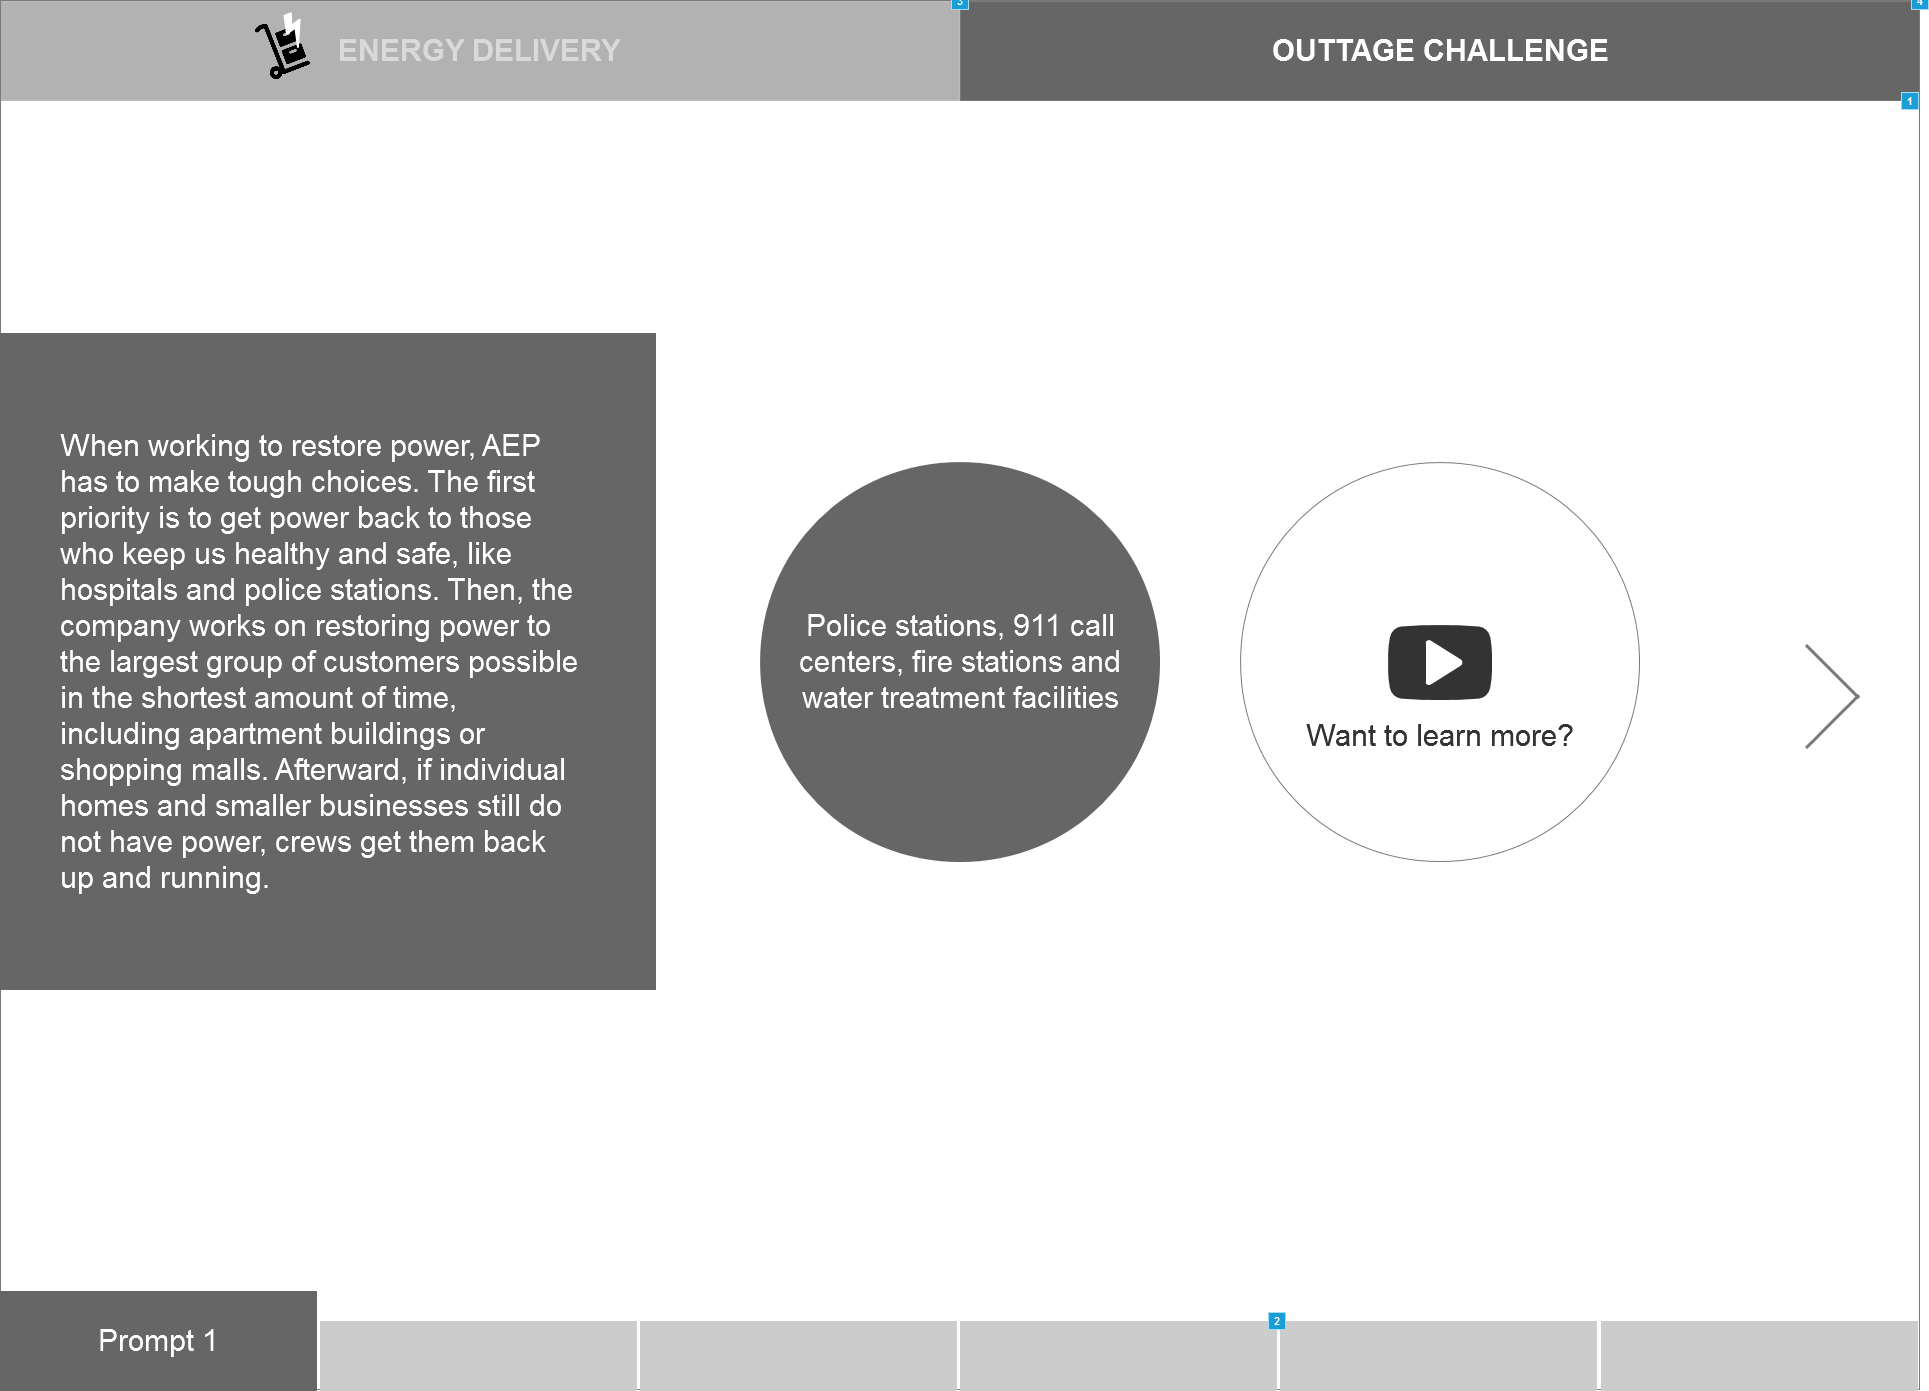 3
4
ENERGY DELIVERY
OUTTAGE CHALLENGE
1
When working to restore power, AEP
has to make tough choices. The first
priority is to get power back to those
who keep us healthy and safe, like
hospitals and police stations. Then, the
company works on restoring power to
the largest group of customers possible
in the shortest amount of time,
including apartment buildings or
shopping malls. Afterward, if individual
homes and smaller businesses still do
not have power, crews get them back
up and running.
Police stations, 911 call
centers, fire stations and
water treatment facilities
Want to learn more?
2
Prompt 1